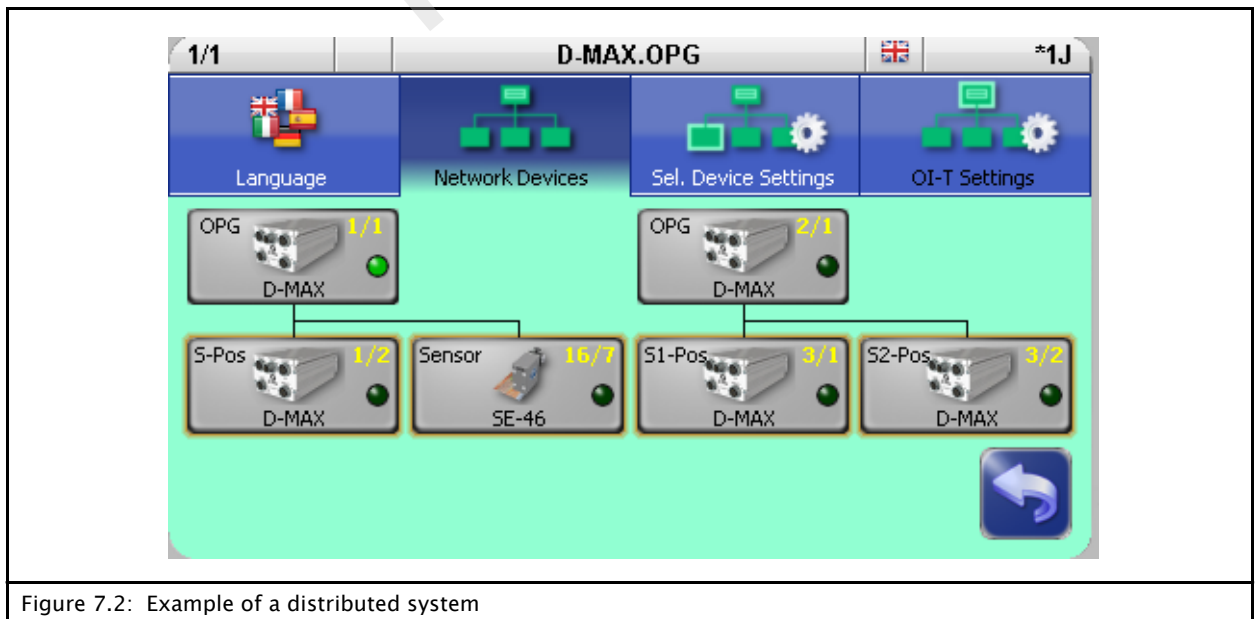 1/1 D-MAX.OPG *1J
Language Network Devices Sel. Device Settings OI-T Settings
OPG 1/1 OPG 2/1
D-MAX D-MAX
S-Pos 1/2 Sensor 16/7 S1-Pos 3/1 S2-Pos 3/2
D-MAX SE-46 D-MAX D-MAX
Figure 7.2: Example of a distributed system